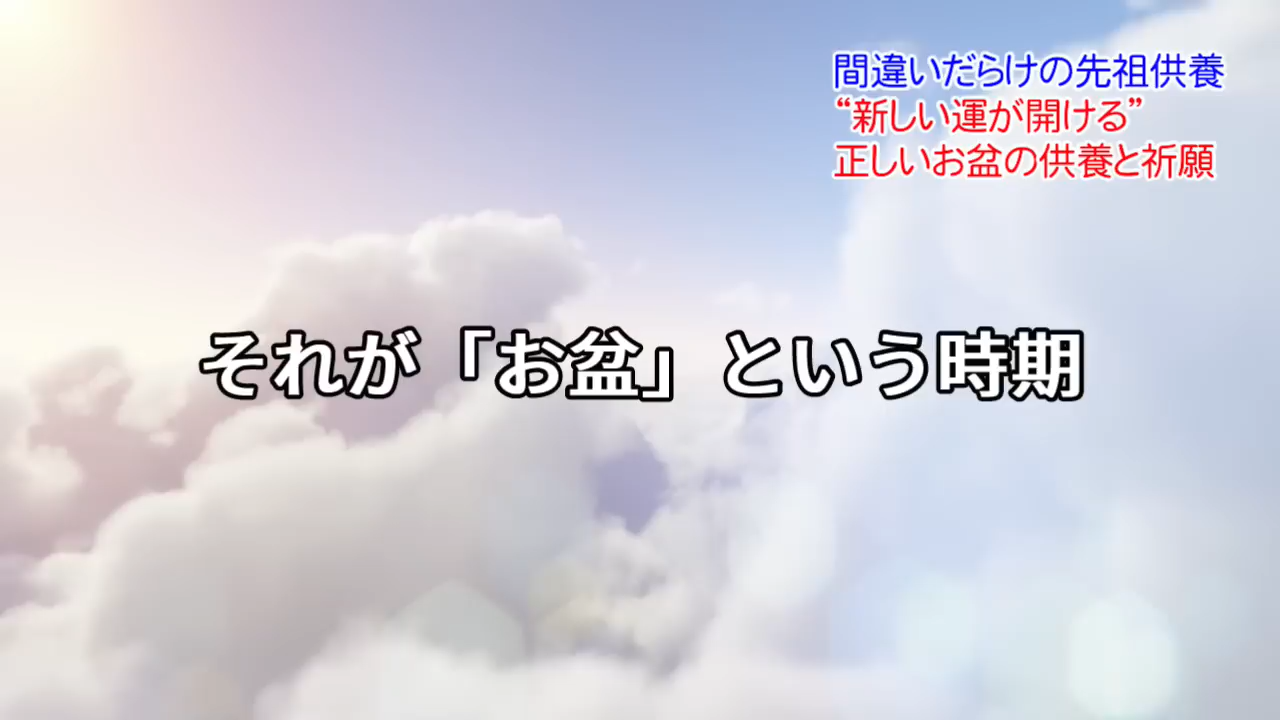 間違いだらけの先祖供養
“新しい運が開ける”
正しいお盆の供養と祈願
それが「お盆」という時期